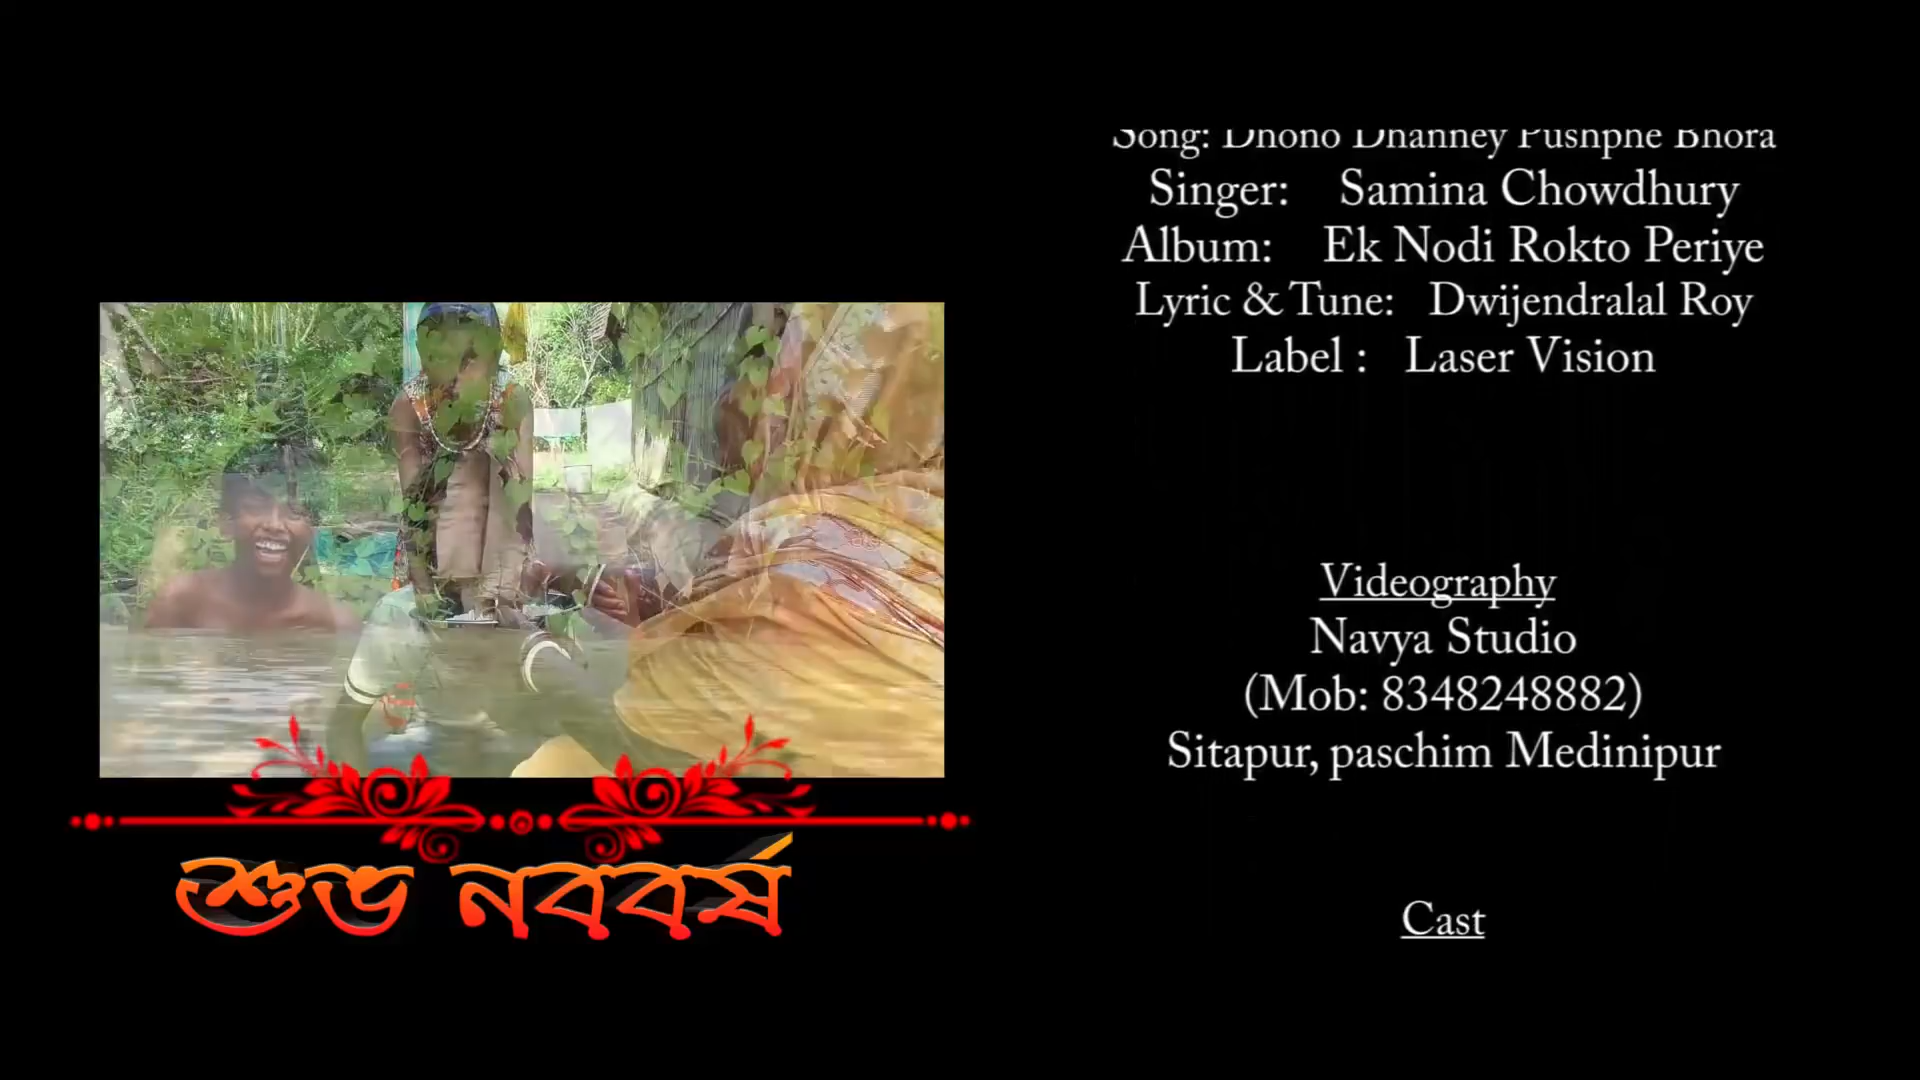 Song: Dhono Dhanney Pushphe Bhora
Singer: Samina Chowdhury
Album: Ek Nodi Rokto Periye
Lyric & Tune: Dwijendralal Roy
Label : Laser Vision
Videography
Navya Studio
(Mob: 8348248882)
Sitapur, paschim Medinipur
Cast
শুভ নববর্ষ